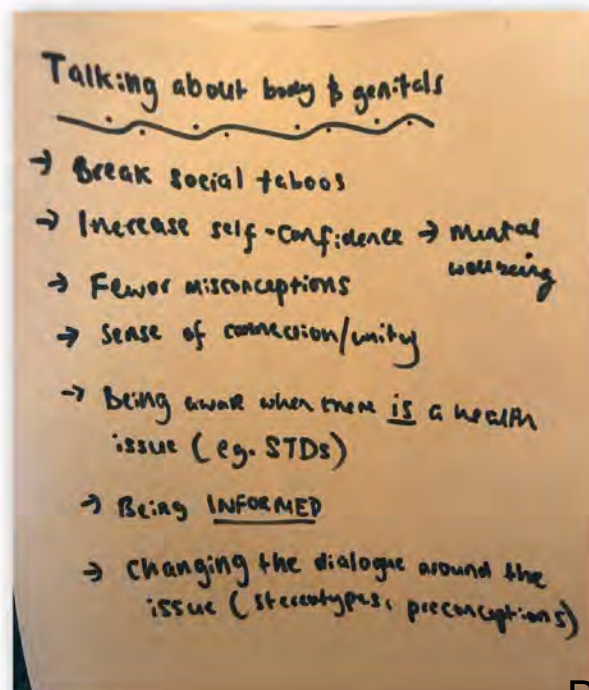 Talking about body & genitals
→ Break social taboos
→ Increase self-confidence → mental
wellbeing
→ Fewer misconceptions
→ Sense of connection/unity
→ Being aware when there is a health
issue (eg. STDs)
→ Being INFORMED
→ Changing the dialogue around the
issue (stereotypes, preconceptions)